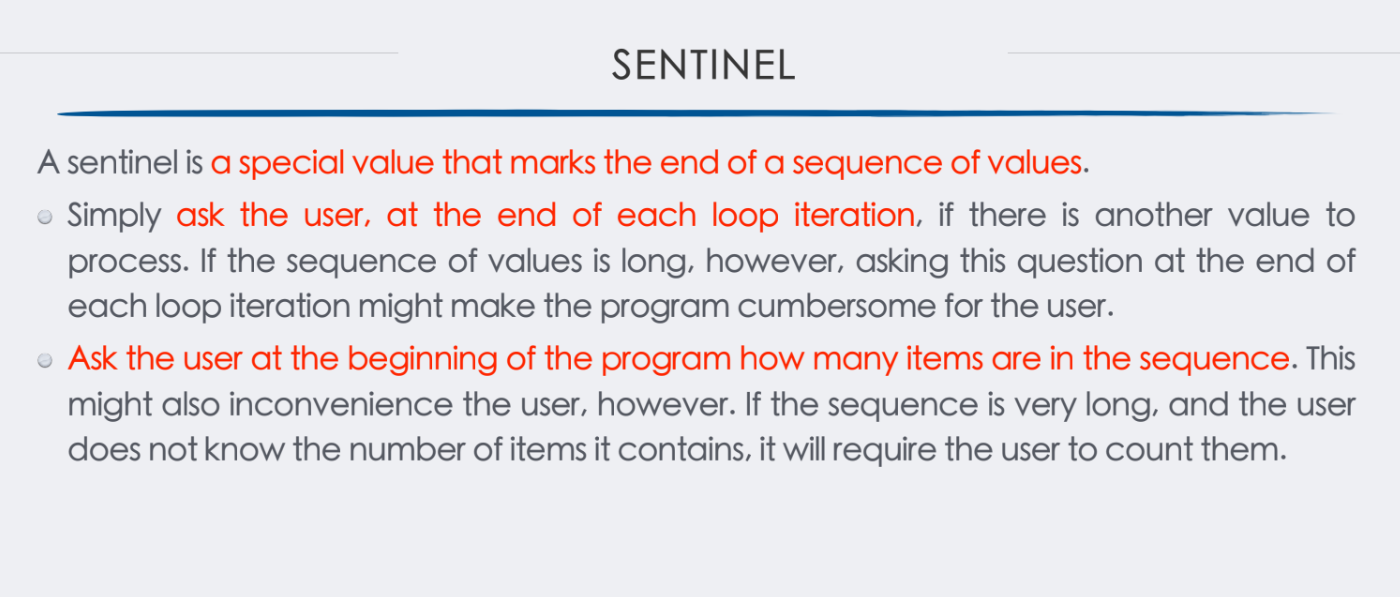 SENTINEL
A sentinel is a special value that marks the end of a sequence of values.
Simply ask the user, at the end of each loop iteration, if there is another value to
process. If the sequence of values is long, however, asking this question at the end of
each loop iteration might make the program cumbersome for the user.
Ask the user at the beginning of the program how many items are in the sequence. This
might also inconvenience the user, however. If the sequence is very long, and the user
does not know the number of items it contains, it will require the user to count them.